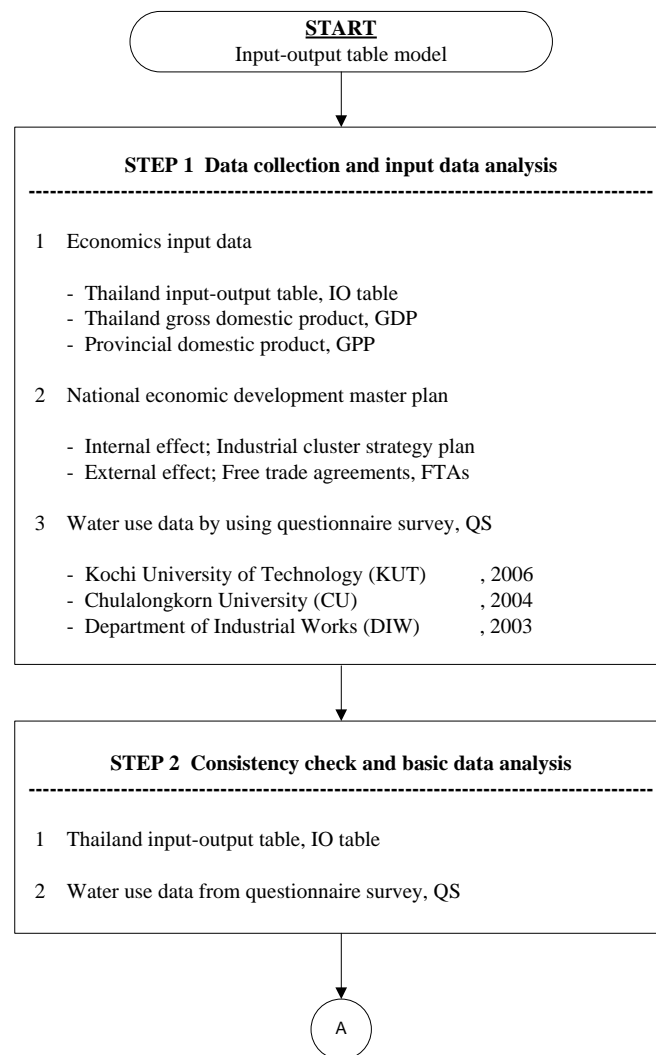 START
Input-output table model
STEP 1 Data collection and input data analysis
1 Economics input data
- Thailand input-output table, IO table
- Thailand gross domestic product, GDP
- Provincial domestic product, GPP
2 National economic development master plan
- Internal effect; Industrial cluster strategy plan
- External effect; Free trade agreements, FTAs
3 Water use data by using questionnaire survey, QS
- Kochi University of Technology (KUT) , 2006
- Chulalongkorn University (CU) , 2004
- Department of Industrial Works (DIW) , 2003
STEP 2 Consistency check and basic data analysis
1 Thailand input-output table, IO table
2 Water use data from questionnaire survey, QS
A